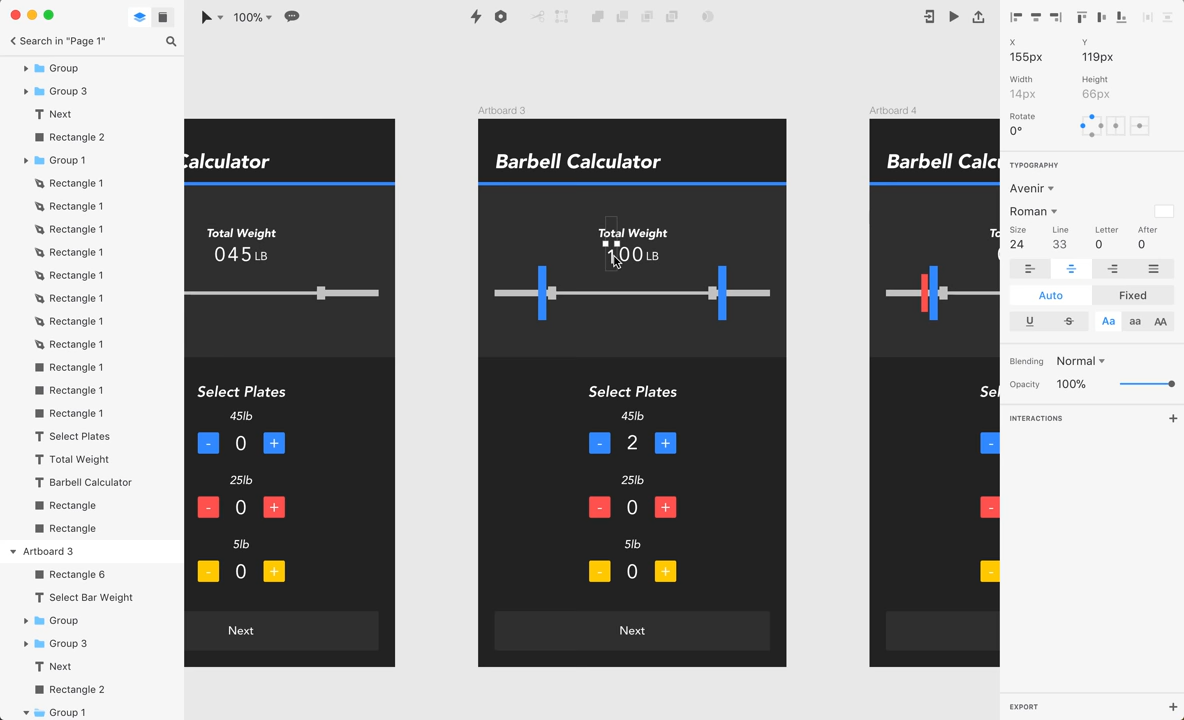 100%
Search in "Page 1"
Group
Group 3
Next
Rectangle 2
Group 1
Rectangle 1
Rectangle 1
Rectangle 1
Rectangle 1
Rectangle 1
Rectangle 1
Rectangle 1
Rectangle 1
Rectangle 1
Rectangle 1
Rectangle 1
Select Plates
Total Weight
Barbell Calculator
Rectangle
Rectangle
Artboard 3
Rectangle 6
Select Bar Weight
Group
Group 3
Next
Rectangle 2
Group 1
Calculator
Total Weight
045 LB
Select Plates
45lb
- 0 +
25lb
- 0 +
5lb
- 0 +
Next
Artboard 3
Barbell Calculator
Total Weight
100 LB
Select Plates
45lb
- 2 +
25lb
- 0 +
5lb
- 0 +
Next
Artboard 4
Barbell Calcu
To
Sel
-
-
-
X Y
155px 119px
Width Height
14px 66px
Rotate
0°
TYPOGRAPHY
Avenir
Roman
Size Line Letter After
24 33 0 0
Auto Fixed
U S Aa aa AA
Blending Normal
Opacity 100%
INTERACTIONS +
EXPORT +